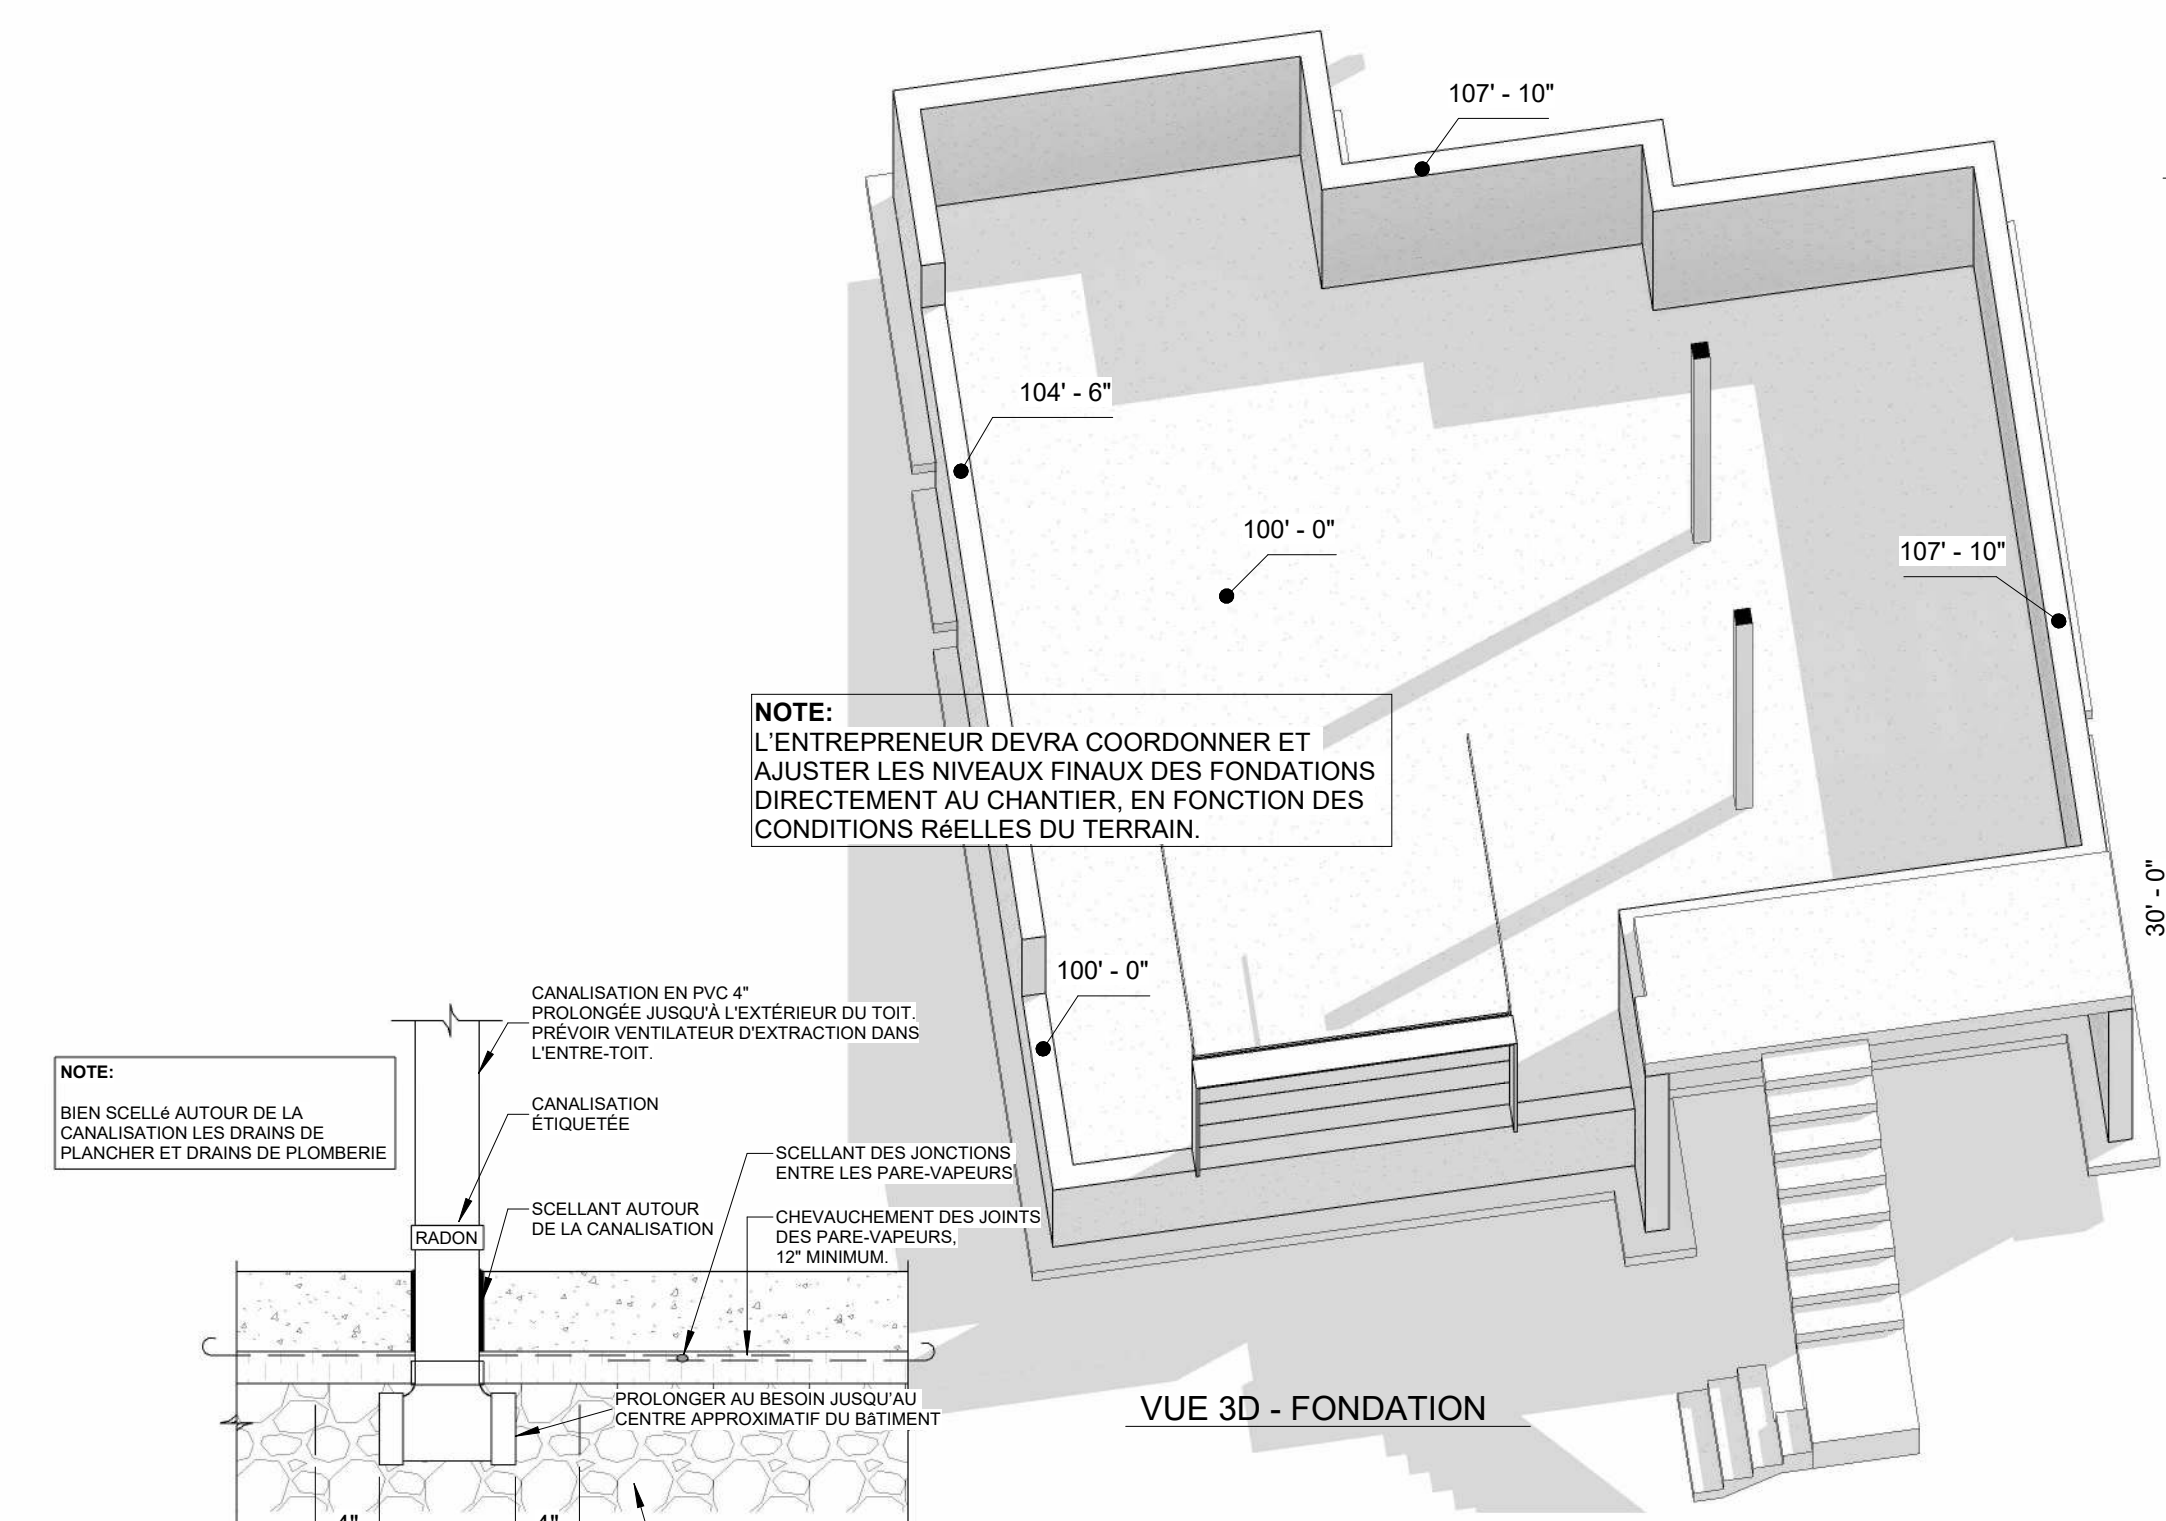 107' - 10"
104' - 6"
100' - 0"
107' - 10"
NOTE:
L'ENTREPRENEUR DEVRA COORDONNER ET
AJUSTER LES NIVEAUX FINAUX DES FONDATIONS
DIRECTEMENT AU CHANTIER, EN FONCTION DES
CONDITIONS RéELLES DU TERRAIN.
30' - 0"
100' - 0"
CANALISATION EN PVC 4"
PROLONGÉE JUSQU'À L'EXTÉRIEUR DU TOIT.
PRÉVOIR VENTILATEUR D'EXTRACTION DANS
L'ENTRE-TOIT.
NOTE:
BIEN SCELLé AUTOUR DE LA
CANALISATION LES DRAINS DE
PLANCHER ET DRAINS DE PLOMBERIE
CANALISATION
ÉTIQUETÉE
SCELLANT DES JONCTIONS
ENTRE LES PARE-VAPEURS
SCELLANT AUTOUR
DE LA CANALISATION
CHEVAUCHEMENT DES JOINTS
DES PARE-VAPEURS,
12" MINIMUM.
RADON
PROLONGER AU BESOIN JUSQU'AU
CENTRE APPROXIMATIF DU BâTIMENT
VUE 3D - FONDATION
4"
4"